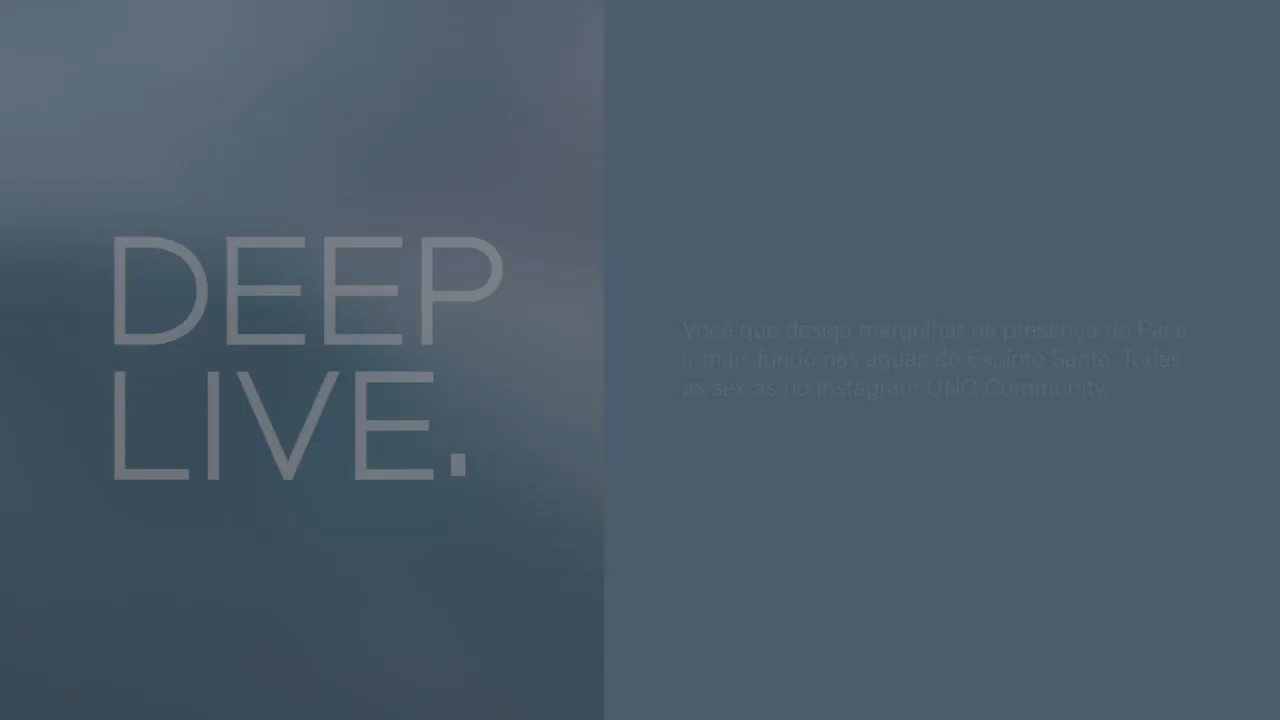 DEEP
LIVE.
Você que deseja mergulhar na presença do Pai e
ir mais fundo nas águas do Espírito Santo. Todas
as sextas no Instagram UNG Community.